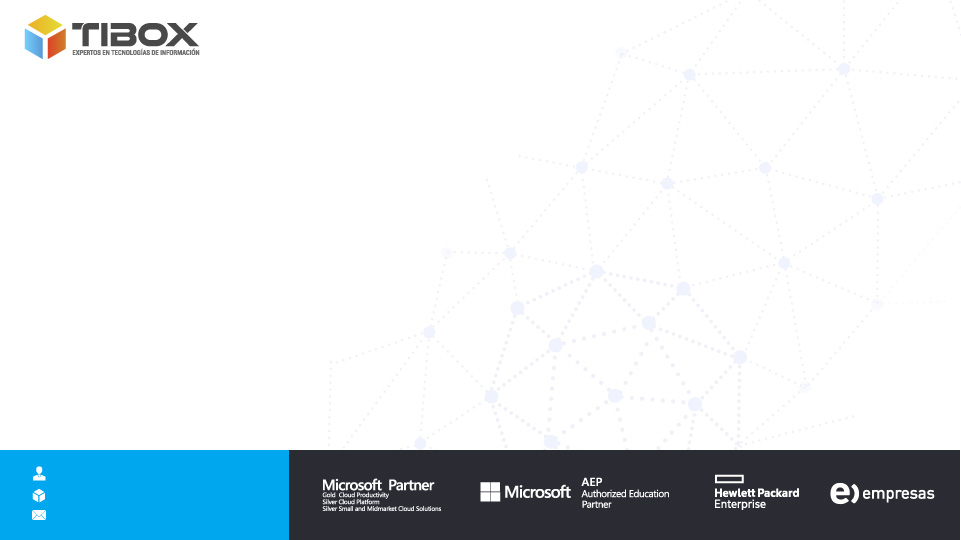 TIBOX
EXPERTOS EN TECNOLOGÍAS DE INFORMACIÓN
Microsoft Partner
Gold Cloud Productivity
Silver Cloud Platform
Silver Small and Midmarket Cloud Solutions
Microsoft
AEP
Authorized Education
Partner
Hewlett Packard
Enterprise
e) empresas